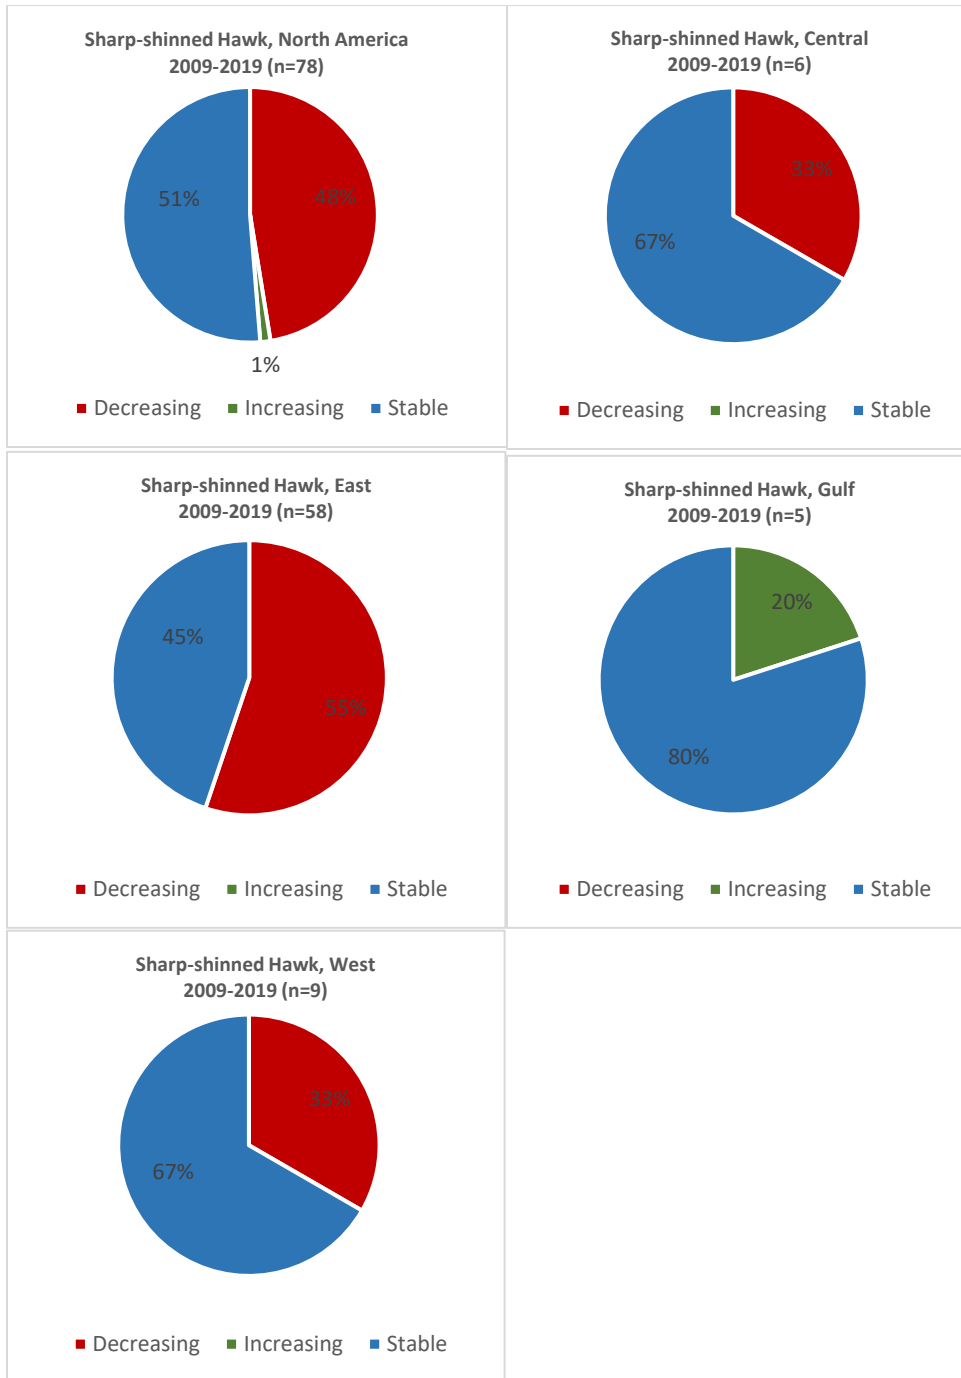 Sharp-shinned Hawk, North America
2009-2019 (n=78)
51%
48%
1%
Decreasing Increasing Stable
Sharp-shinned Hawk, Central
2009-2019 (n=6)
33%
67%
Decreasing Increasing Stable
Sharp-shinned Hawk, East
2009-2019 (n=58)
45%
55%
Decreasing Increasing Stable
Sharp-shinned Hawk, Gulf
2009-2019 (n=5)
20%
80%
Decreasing Increasing Stable
Sharp-shinned Hawk, West
2009-2019 (n=9)
33%
67%
Decreasing Increasing Stable